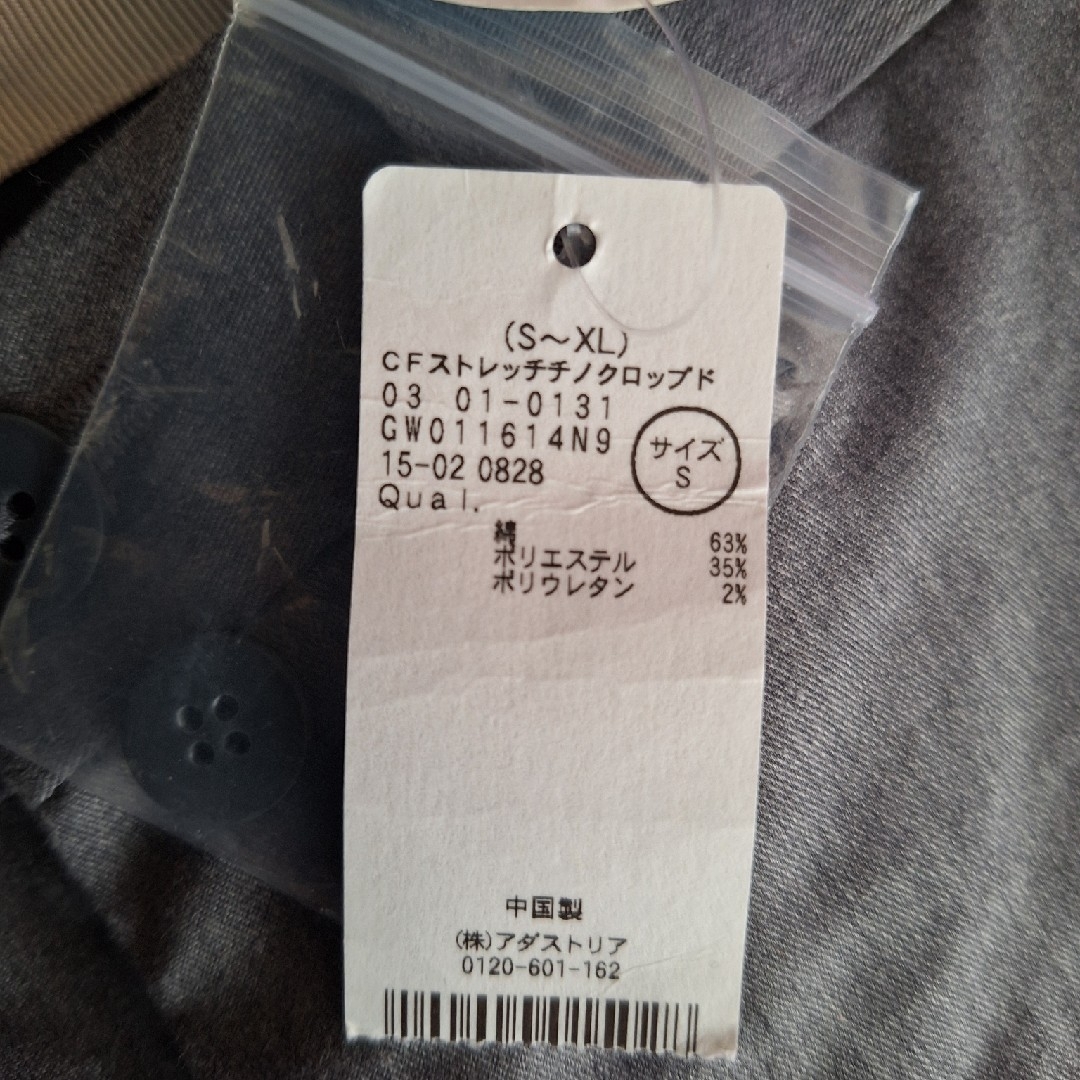 (S～XL)
CFストレッチチノクロップド
03 01-0131
GW011614N9
15-02 0828
サイズ
S
Qual.
綿 63%
ポリエステル 35%
ポリウレタン 2%
中国製
(株)アダストリア
0120-601-162